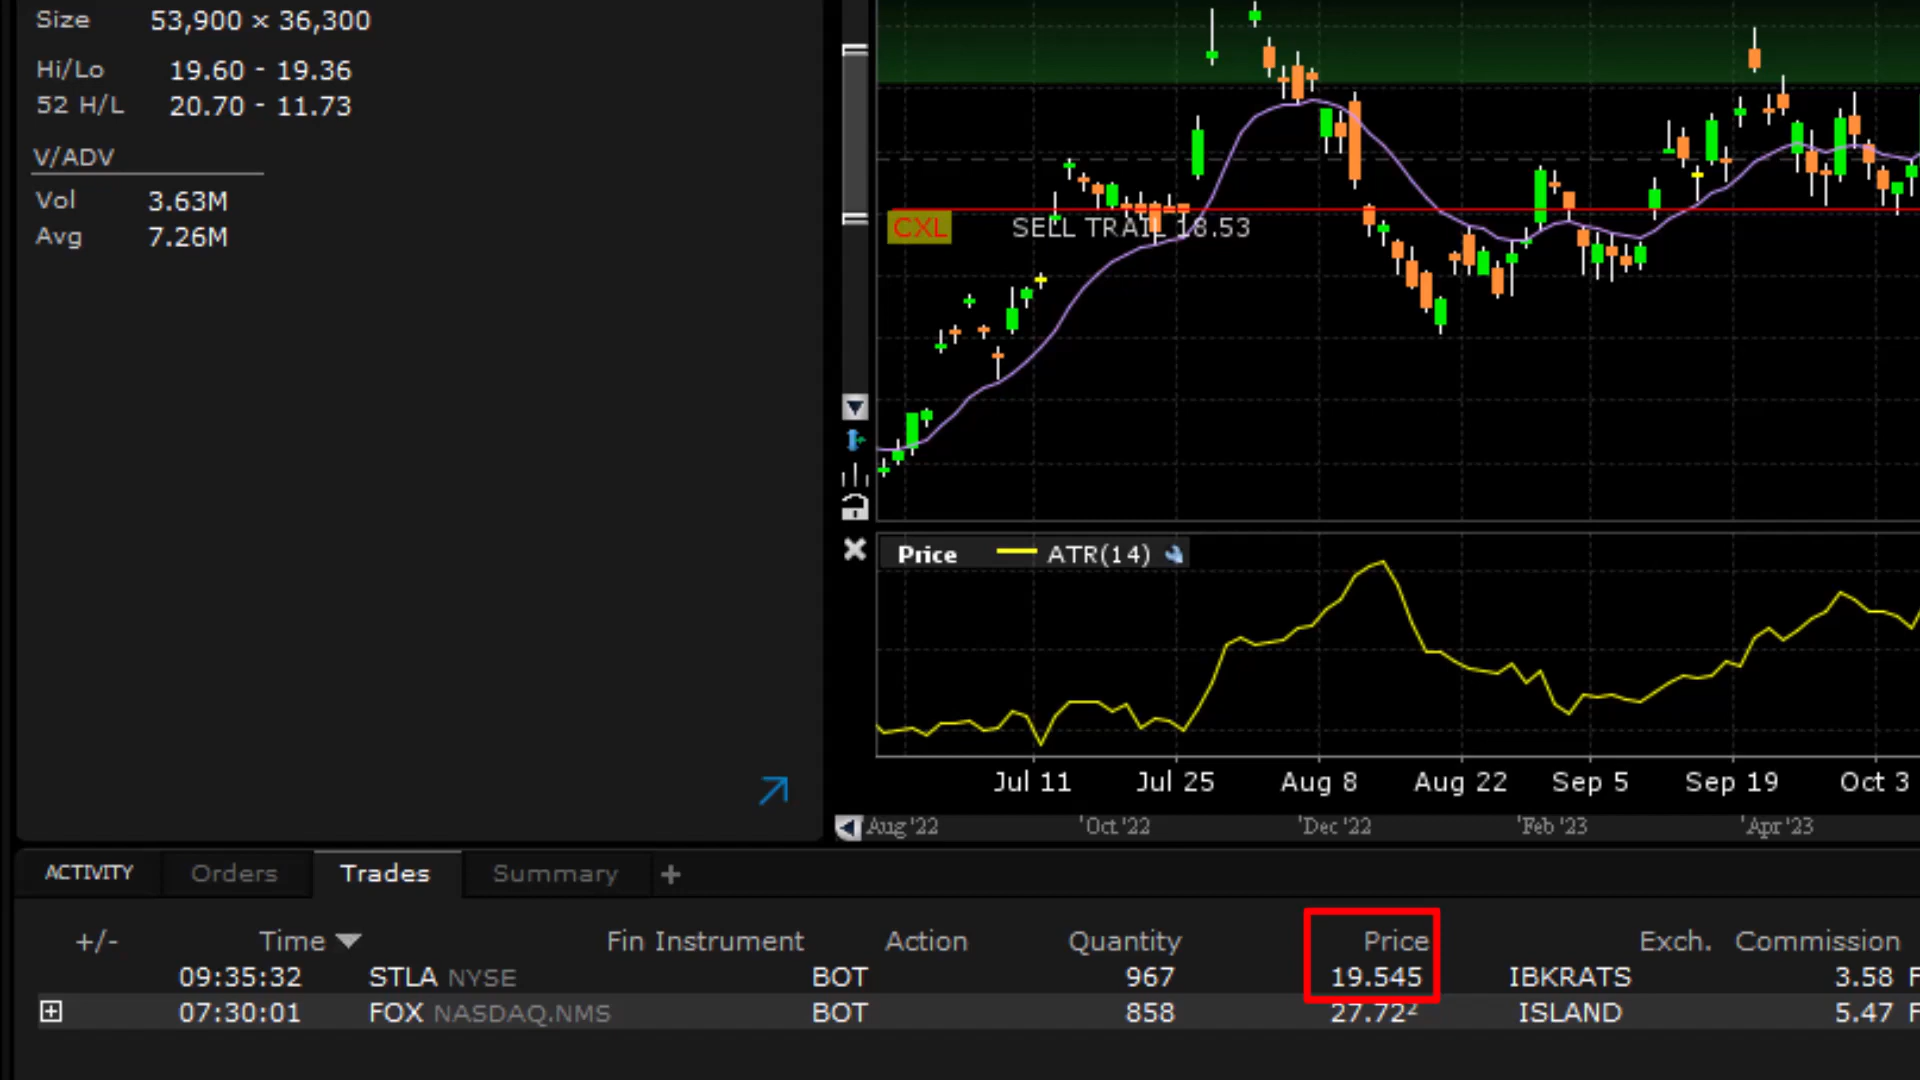 Size 53,900 × 36,300
Hi/Lo 19.60 - 19.36
52 H/L 20.70 - 11.73
V/ADV
Vol 3.63M
Avg 7.26M
CXL SELL TRAIL 18.53
Price ATR(14)
Jul 11 Jul 25 Aug 8 Aug 22 Sep 5 Sep 19 Oct 3
Aug '22 'Oct '22 'Dec '22 'Feb '23 'Apr '23
ACTIVITY Orders Trades Summary +
+/- Time Fin Instrument Action Quantity Price Exch. Commission
09:35:32 STLA NYSE BOT 967 19.545 IBKRATS 3.58 F
07:30:01 FOX NASDAQ.NMS BOT 858 27.72² ISLAND 5.47 F